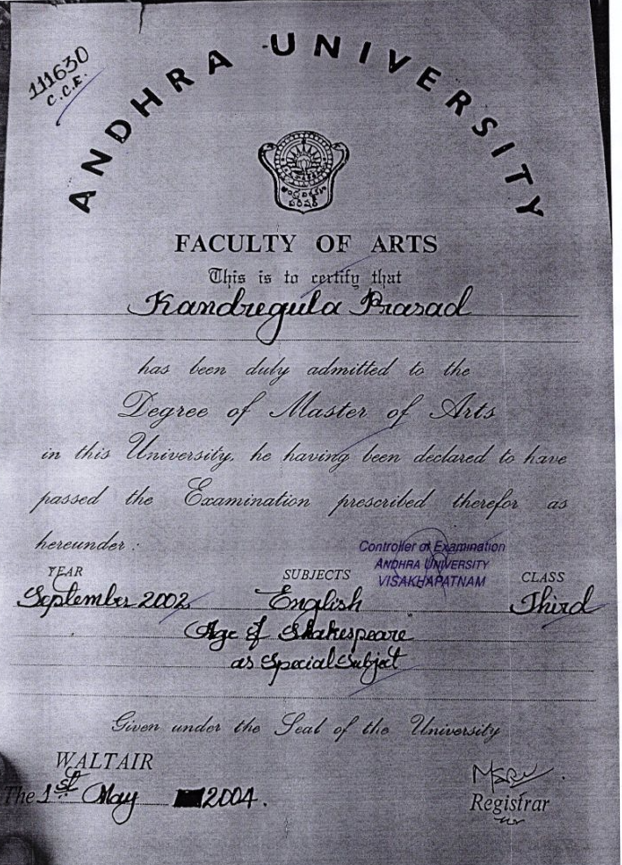 111630
C.C.E.
ANDHRA UNIVERSITY
ఆంధ్ర విశ్వకళా
పరిషత్
FACULTY OF ARTS
This is to certify that
Kandregula Prasad
has been duly admitted to the
Degree of Master of Arts
in this University, he having been declared to have
passed the Examination prescribed therefor as
hereunder :
Controller of Examination
ANDHRA UNIVERSITY
VISAKHAPATNAM
YEAR SUBJECTS CLASS
September 2002 English Third
Age of Shakespeare
as Special Subject
Given under the Seal of the University
WALTAIR
The 1st May 2004.
Registrar